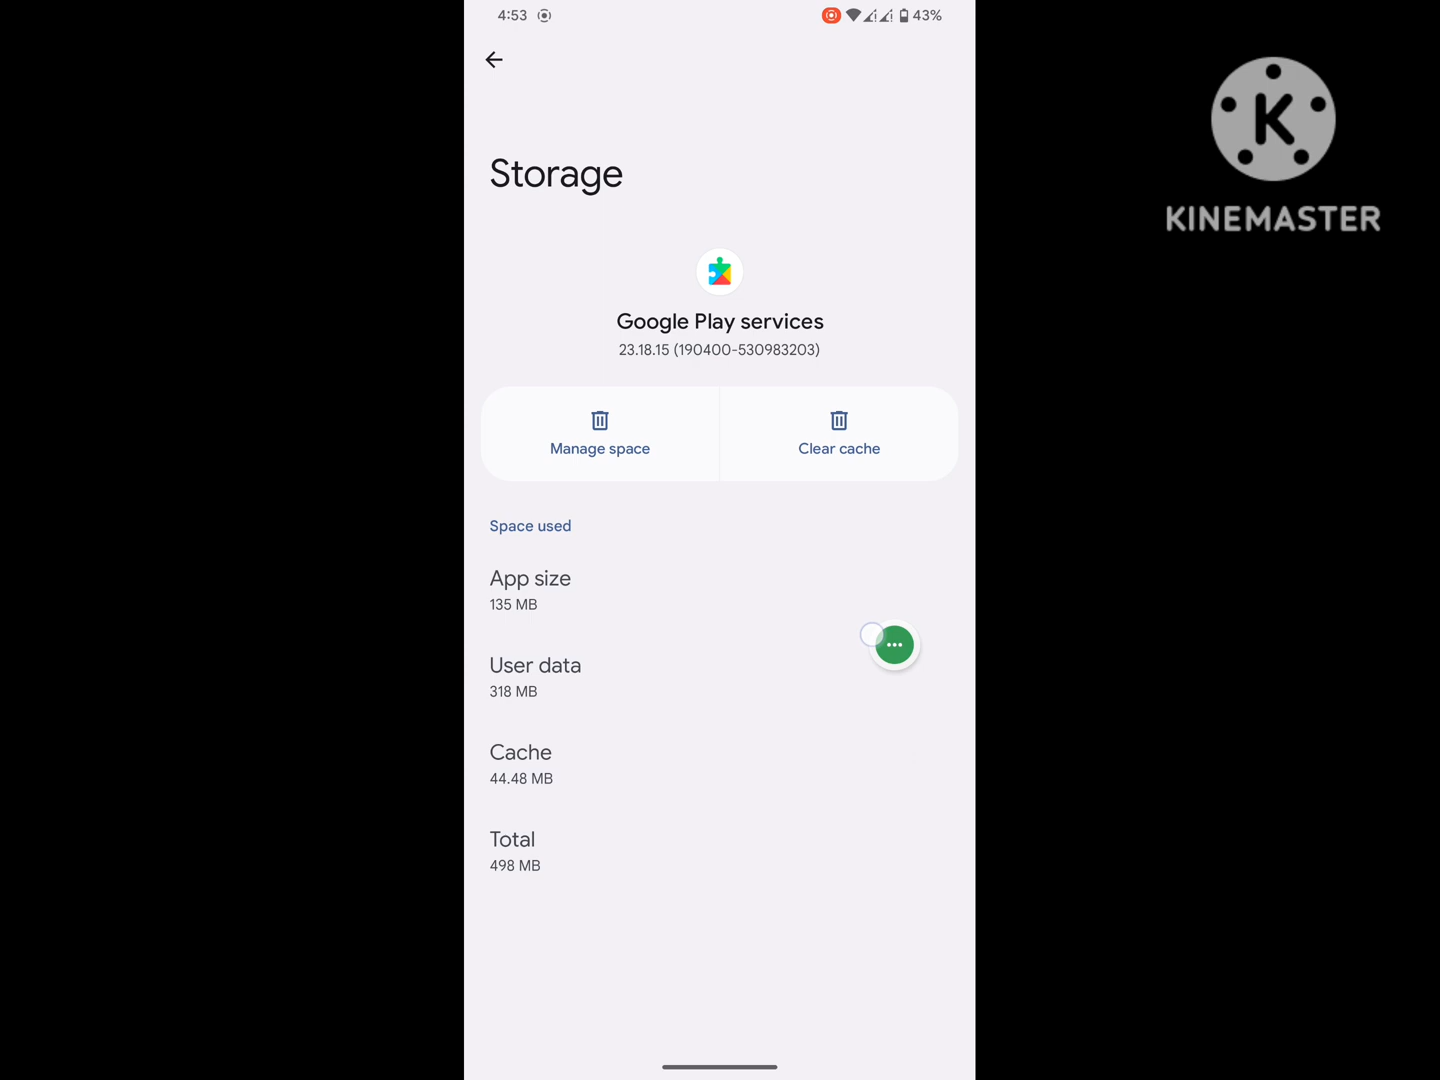 4:53
43%
KINEMASTER
Storage
Google Play services
23.18.15 (190400-530983203)
Manage space
Clear cache
Space used
App size
135 MB
User data
318 MB
Cache
44.48 MB
Total
498 MB